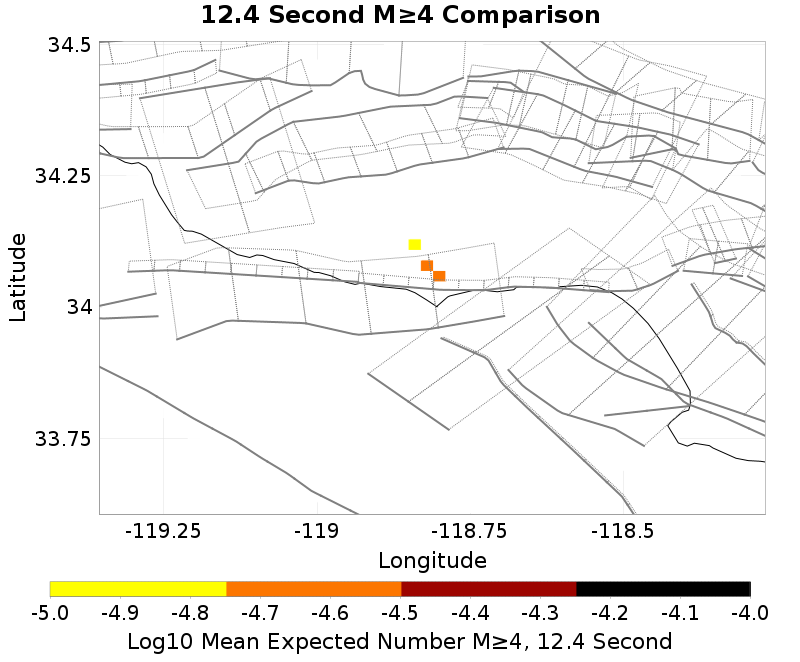 12.4 Second M≥4 Comparison
34.5
34.25
34
33.75
Latitude
-119.25 -119 -118.75 -118.5
Longitude
-5.0 -4.9 -4.8 -4.7 -4.6 -4.5 -4.4 -4.3 -4.2 -4.1 -4.0
Log10 Mean Expected Number M≥4, 12.4 Second